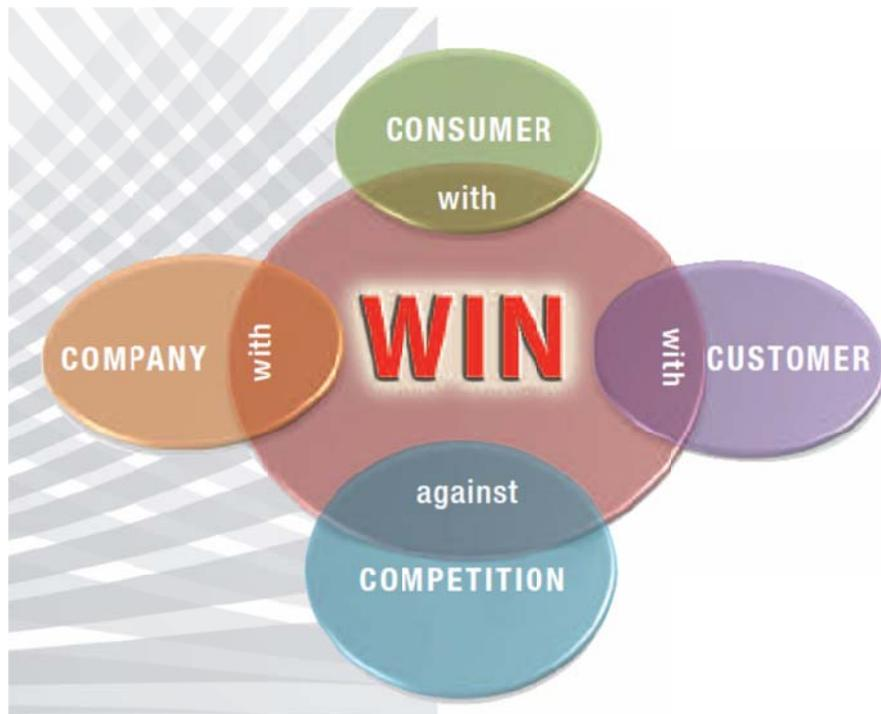 CONSUMER
with
WIN
COMPANY
with
with
CUSTOMER
against
COMPETITION